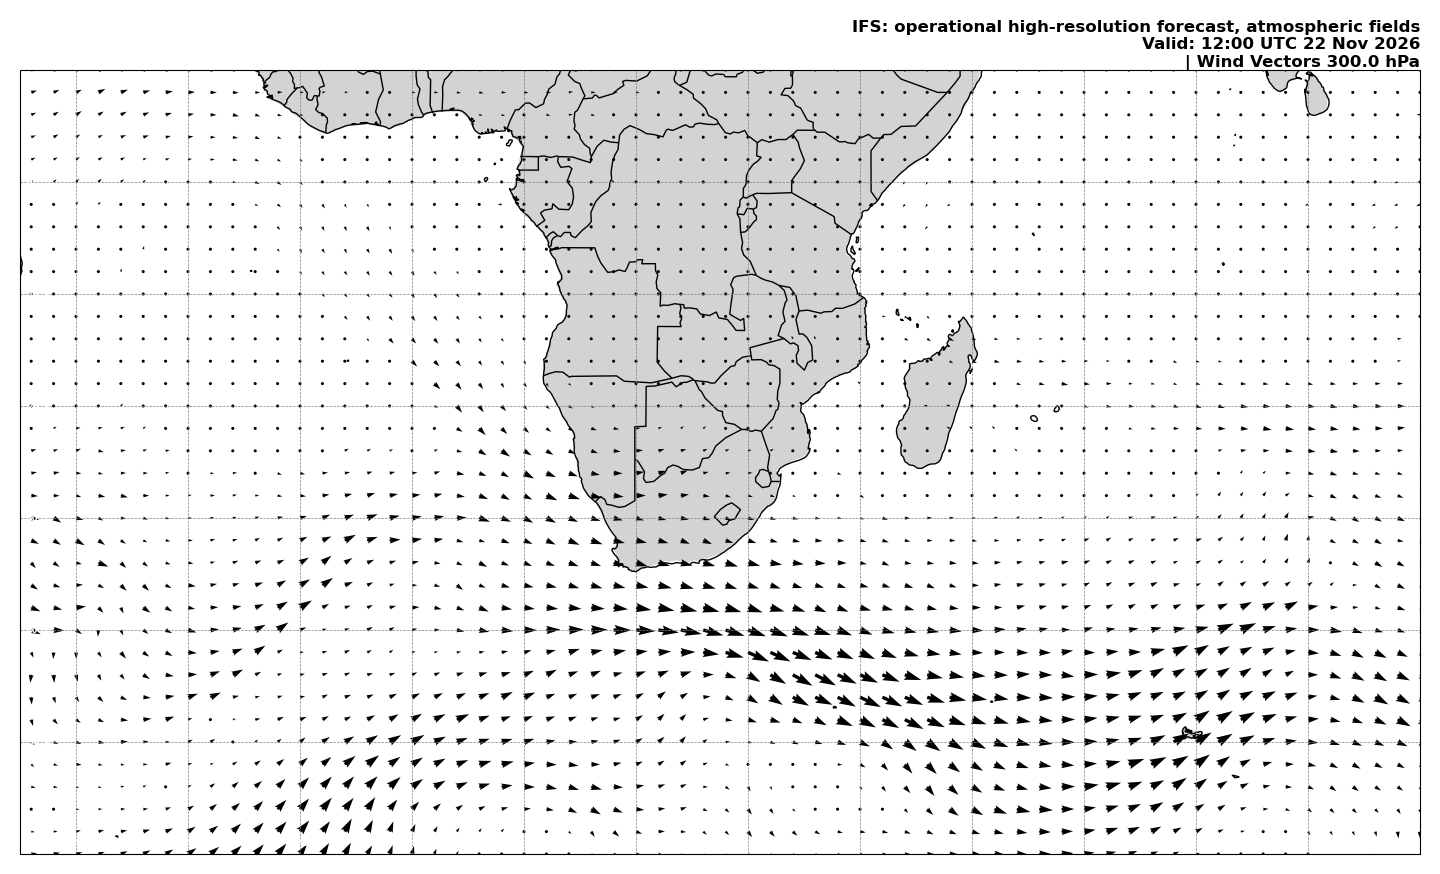 IFS: operational high-resolution forecast, atmospheric fields
Valid: 12:00 UTC 22 Nov 2026
| Wind Vectors 300.0 hPa